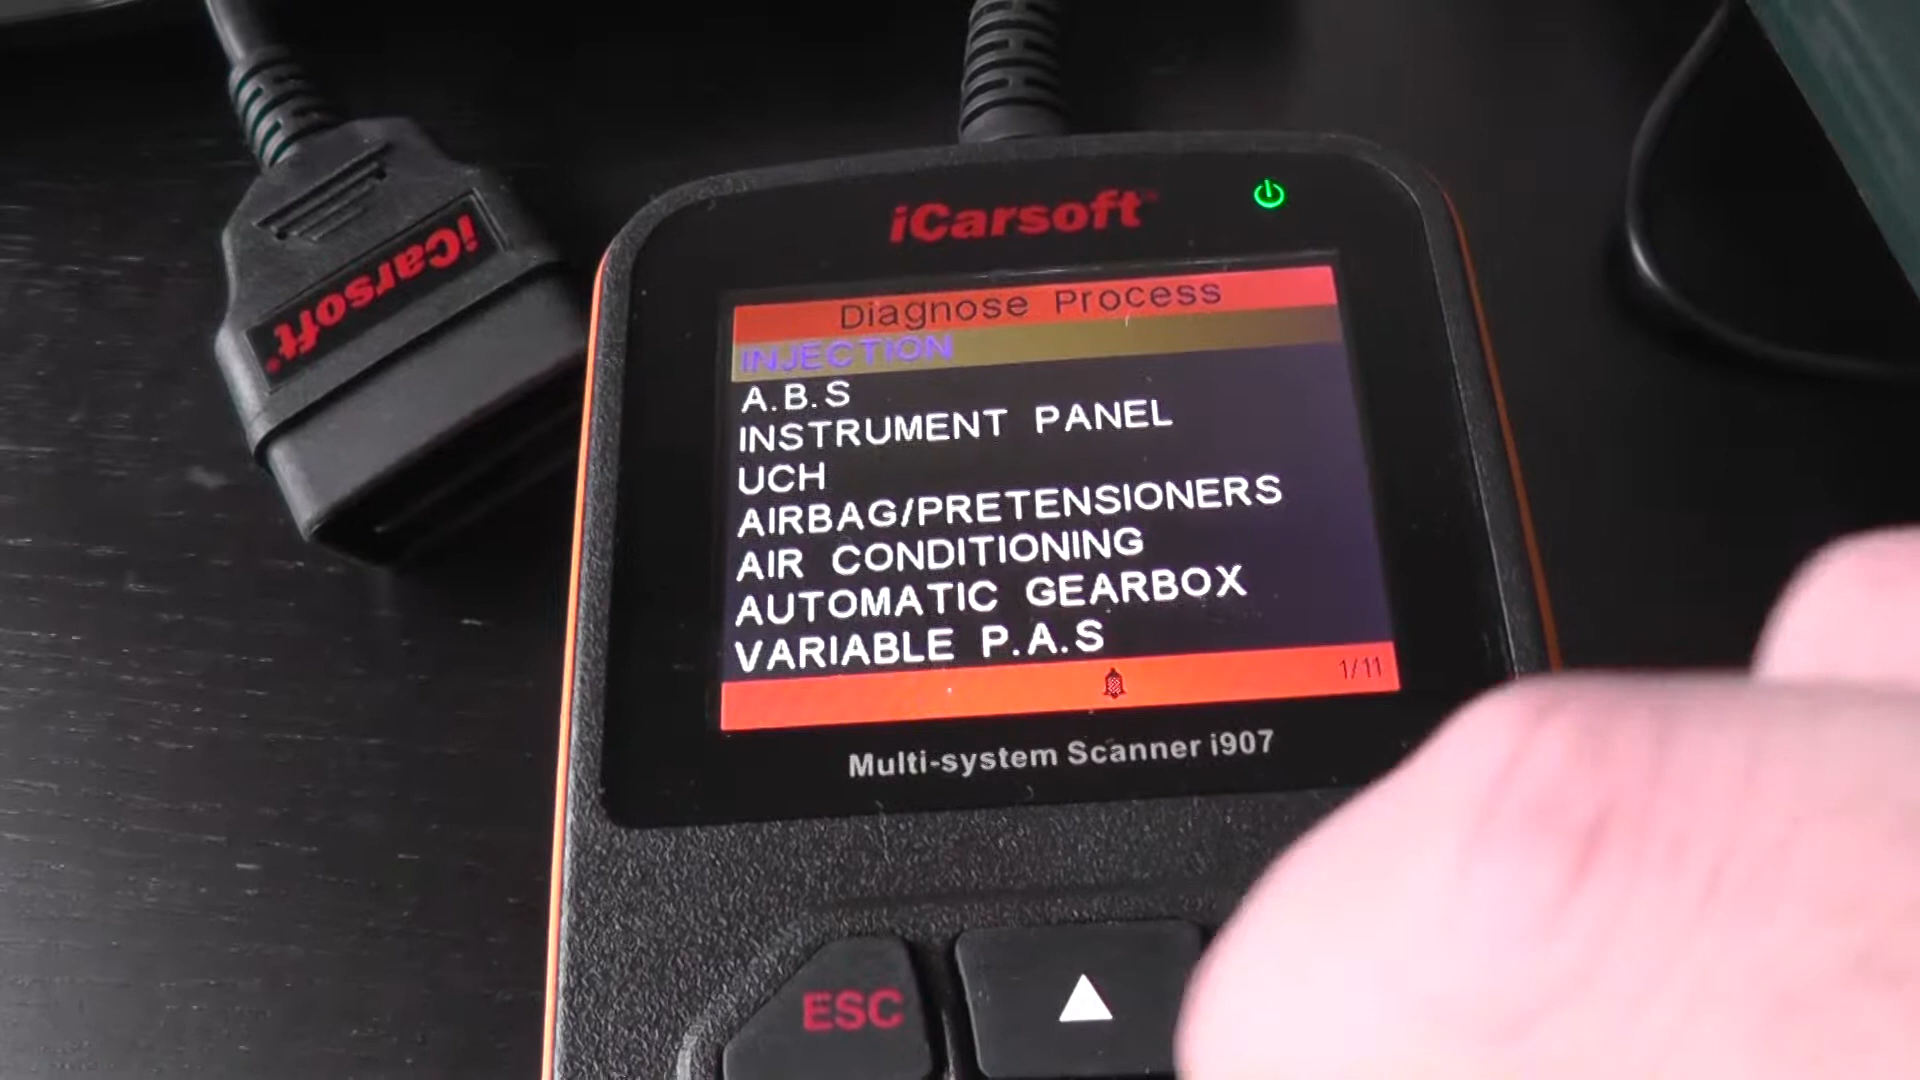 iCarsoft
iCarsoft
Diagnose Process
INJECTION
A.B.S
INSTRUMENT PANEL
UCH
AIRBAG/PRETENSIONERS
AIR CONDITIONING
AUTOMATIC GEARBOX
VARIABLE P.A.S
1/11
Multi-system Scanner i907
ESC